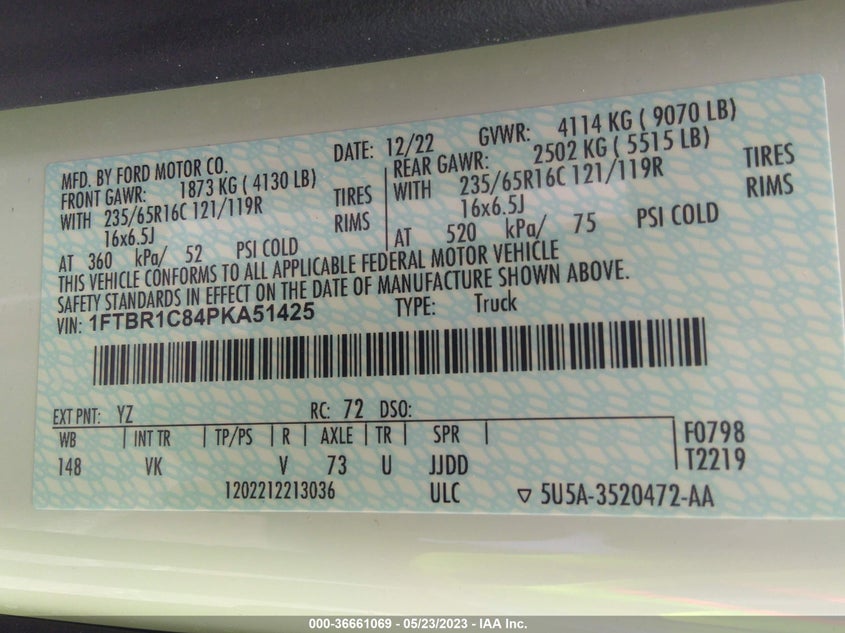 MFD. BY FORD MOTOR CO. DATE: 12/22 GVWR: 4114 KG ( 9070 LB)
FRONT GAWR: 1873 KG ( 4130 LB) REAR GAWR: 2502 KG ( 5515 LB)
WITH 235/65R16C 121/119R TIRES WITH 235/65R16C 121/119R TIRES
16x6.5J RIMS 16x6.5J RIMS
AT 360 kPa/ 52 PSI COLD AT 520 kPa/ 75 PSI COLD
THIS VEHICLE CONFORMS TO ALL APPLICABLE FEDERAL MOTOR VEHICLE
SAFETY STANDARDS IN EFFECT ON THE DATE OF MANUFACTURE SHOWN ABOVE.
VIN: 1FTBR1C84PKA51425 TYPE: Truck
EXT PNT: YZ RC: 72 DSO:
WB INT TR TP/PS R AXLE TR SPR F0798
148 VK V 73 U JJDD T2219
1202212213036 ULC ▽ 5U5A-3520472-AA
000-36661069 - 05/23/2023 - IAA Inc.